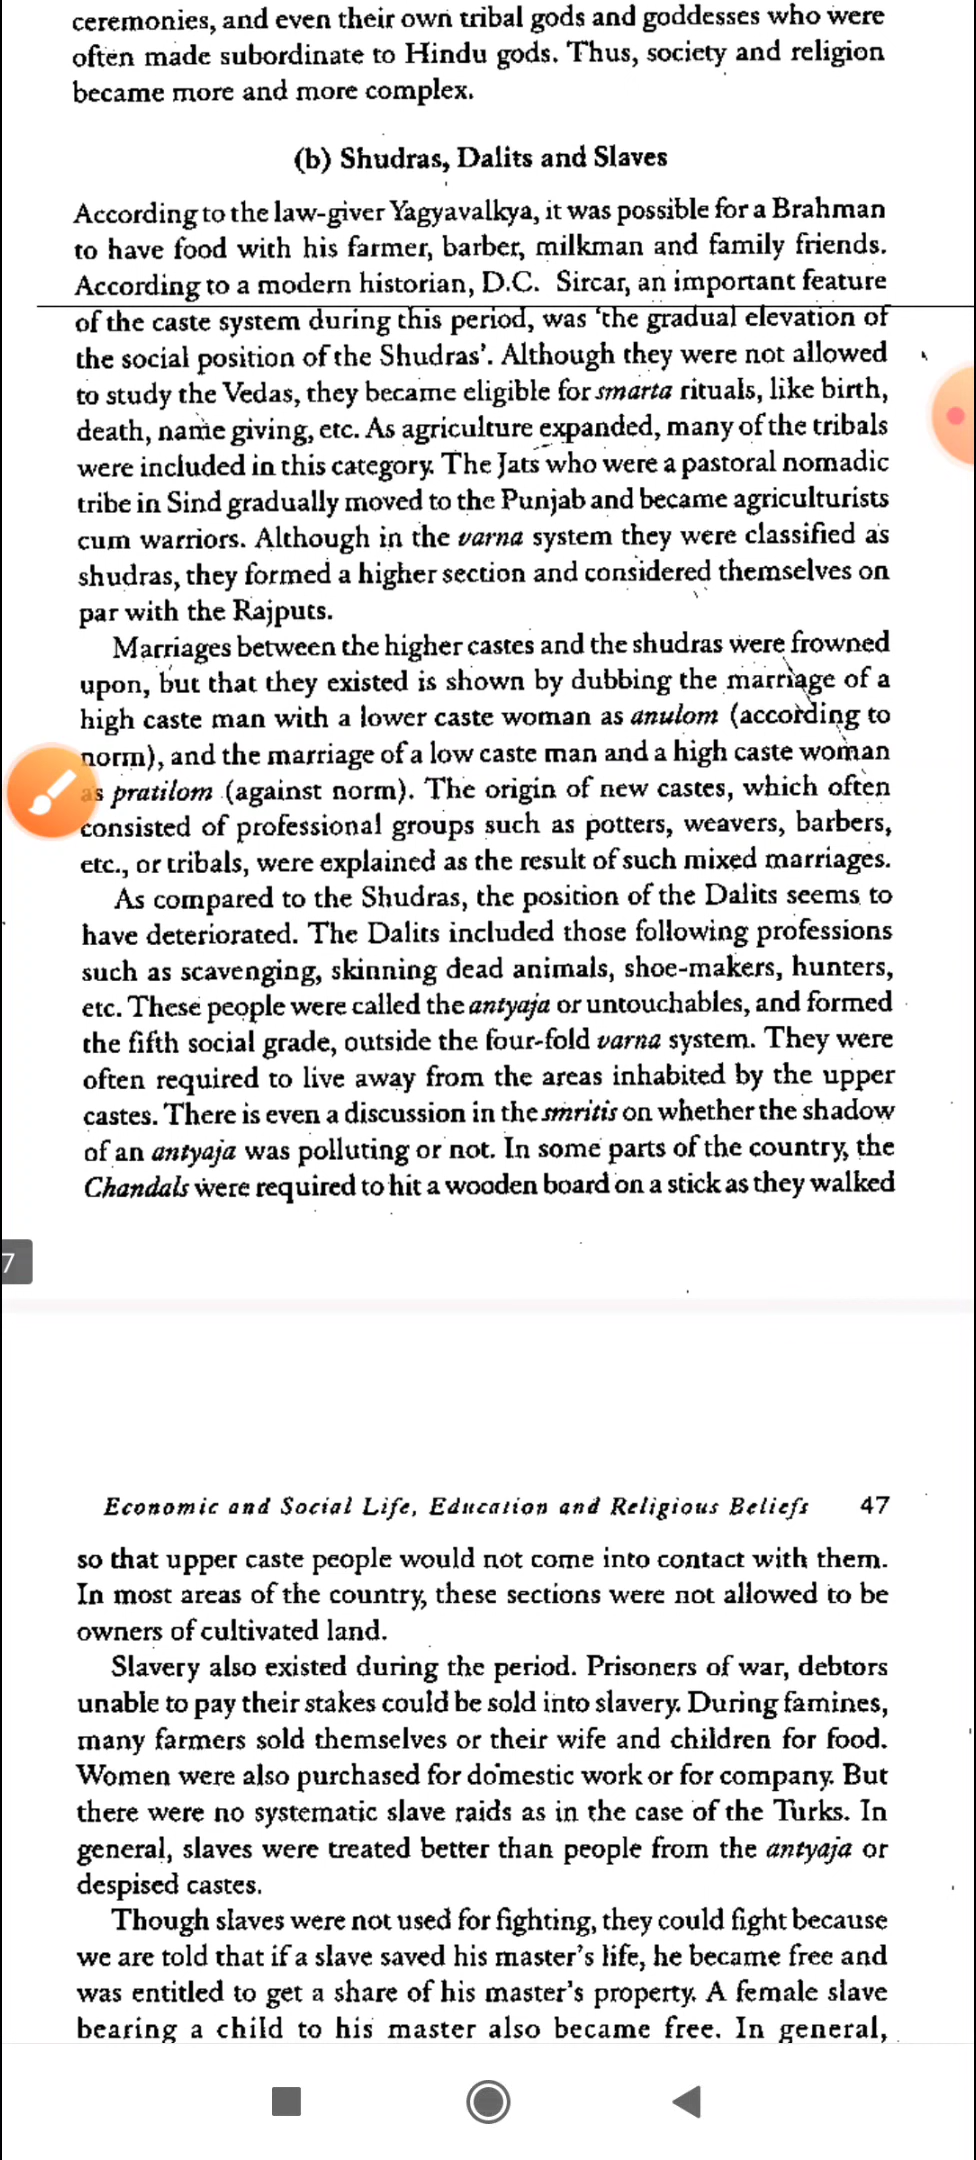 ceremonies, and even their own tribal gods and goddesses who were
often made subordinate to Hindu gods. Thus, society and religion
became more and more complex.
(b) Shudras, Dalits and Slaves
According to the law-giver Yagyavalkya, it was possible for a Brahman
to have food with his farmer, barber, milkman and family friends.
According to a modern historian, D.C. Sircar, an important feature
of the caste system during this period, was ‘the gradual elevation of
the social position of the Shudras’. Although they were not allowed
to study the Vedas, they became eligible for smarta rituals, like birth,
death, name giving, etc. As agriculture expanded, many of the tribals
were included in this category. The Jats who were a pastoral nomadic
tribe in Sind gradually moved to the Punjab and became agriculturists
cum warriors. Although in the varna system they were classified as
shudras, they formed a higher section and considered themselves on
par with the Rajputs.
Marriages between the higher castes and the shudras were frowned
upon, but that they existed is shown by dubbing the marriage of a
high caste man with a lower caste woman as anulom (according to
norm), and the marriage of a low caste man and a high caste woman
as pratilom (against norm). The origin of new castes, which often
consisted of professional groups such as potters, weavers, barbers,
etc., or tribals, were explained as the result of such mixed marriages.
As compared to the Shudras, the position of the Dalits seems to
have deteriorated. The Dalits included those following professions
such as scavenging, skinning dead animals, shoe-makers, hunters,
etc. These people were called the antyaja or untouchables, and formed
the fifth social grade, outside the four-fold varna system. They were
often required to live away from the areas inhabited by the upper
castes. There is even a discussion in the smritis on whether the shadow
of an antyaja was polluting or not. In some parts of the country, the
Chandals were required to hit a wooden board on a stick as they walked
7
Economic and Social Life, Education and Religious Beliefs 47
so that upper caste people would not come into contact with them.
In most areas of the country, these sections were not allowed to be
owners of cultivated land.
Slavery also existed during the period. Prisoners of war, debtors
unable to pay their stakes could be sold into slavery. During famines,
many farmers sold themselves or their wife and children for food.
Women were also purchased for domestic work or for company. But
there were no systematic slave raids as in the case of the Turks. In
general, slaves were treated better than people from the antyaja or
despised castes.
Though slaves were not used for fighting, they could fight because
we are told that if a slave saved his master’s life, he became free and
was entitled to get a share of his master’s property. A female slave
bearing a child to his master also became free. In general,